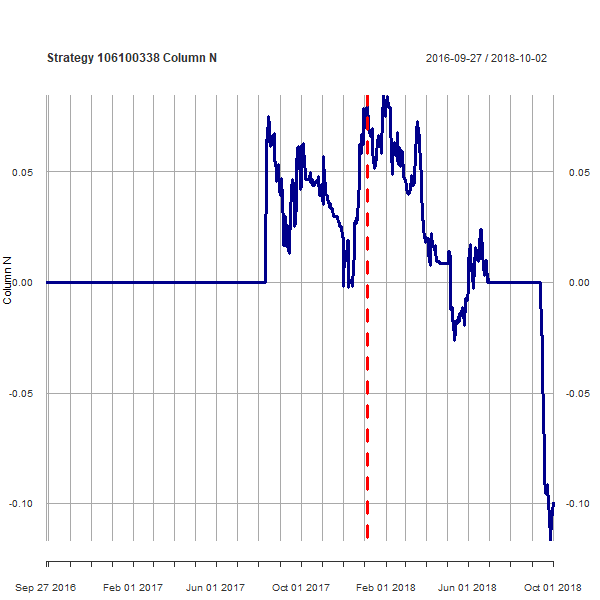 Strategy 106100338 Column N
2016-09-27 / 2018-10-02
Column N
0.05
0.00
-0.05
-0.10
0.05
0.00
-0.05
-0.10
Sep 27 2016
Feb 01 2017
Jun 01 2017
Oct 01 2017
Feb 01 2018
Jun 01 2018
Oct 01 2018